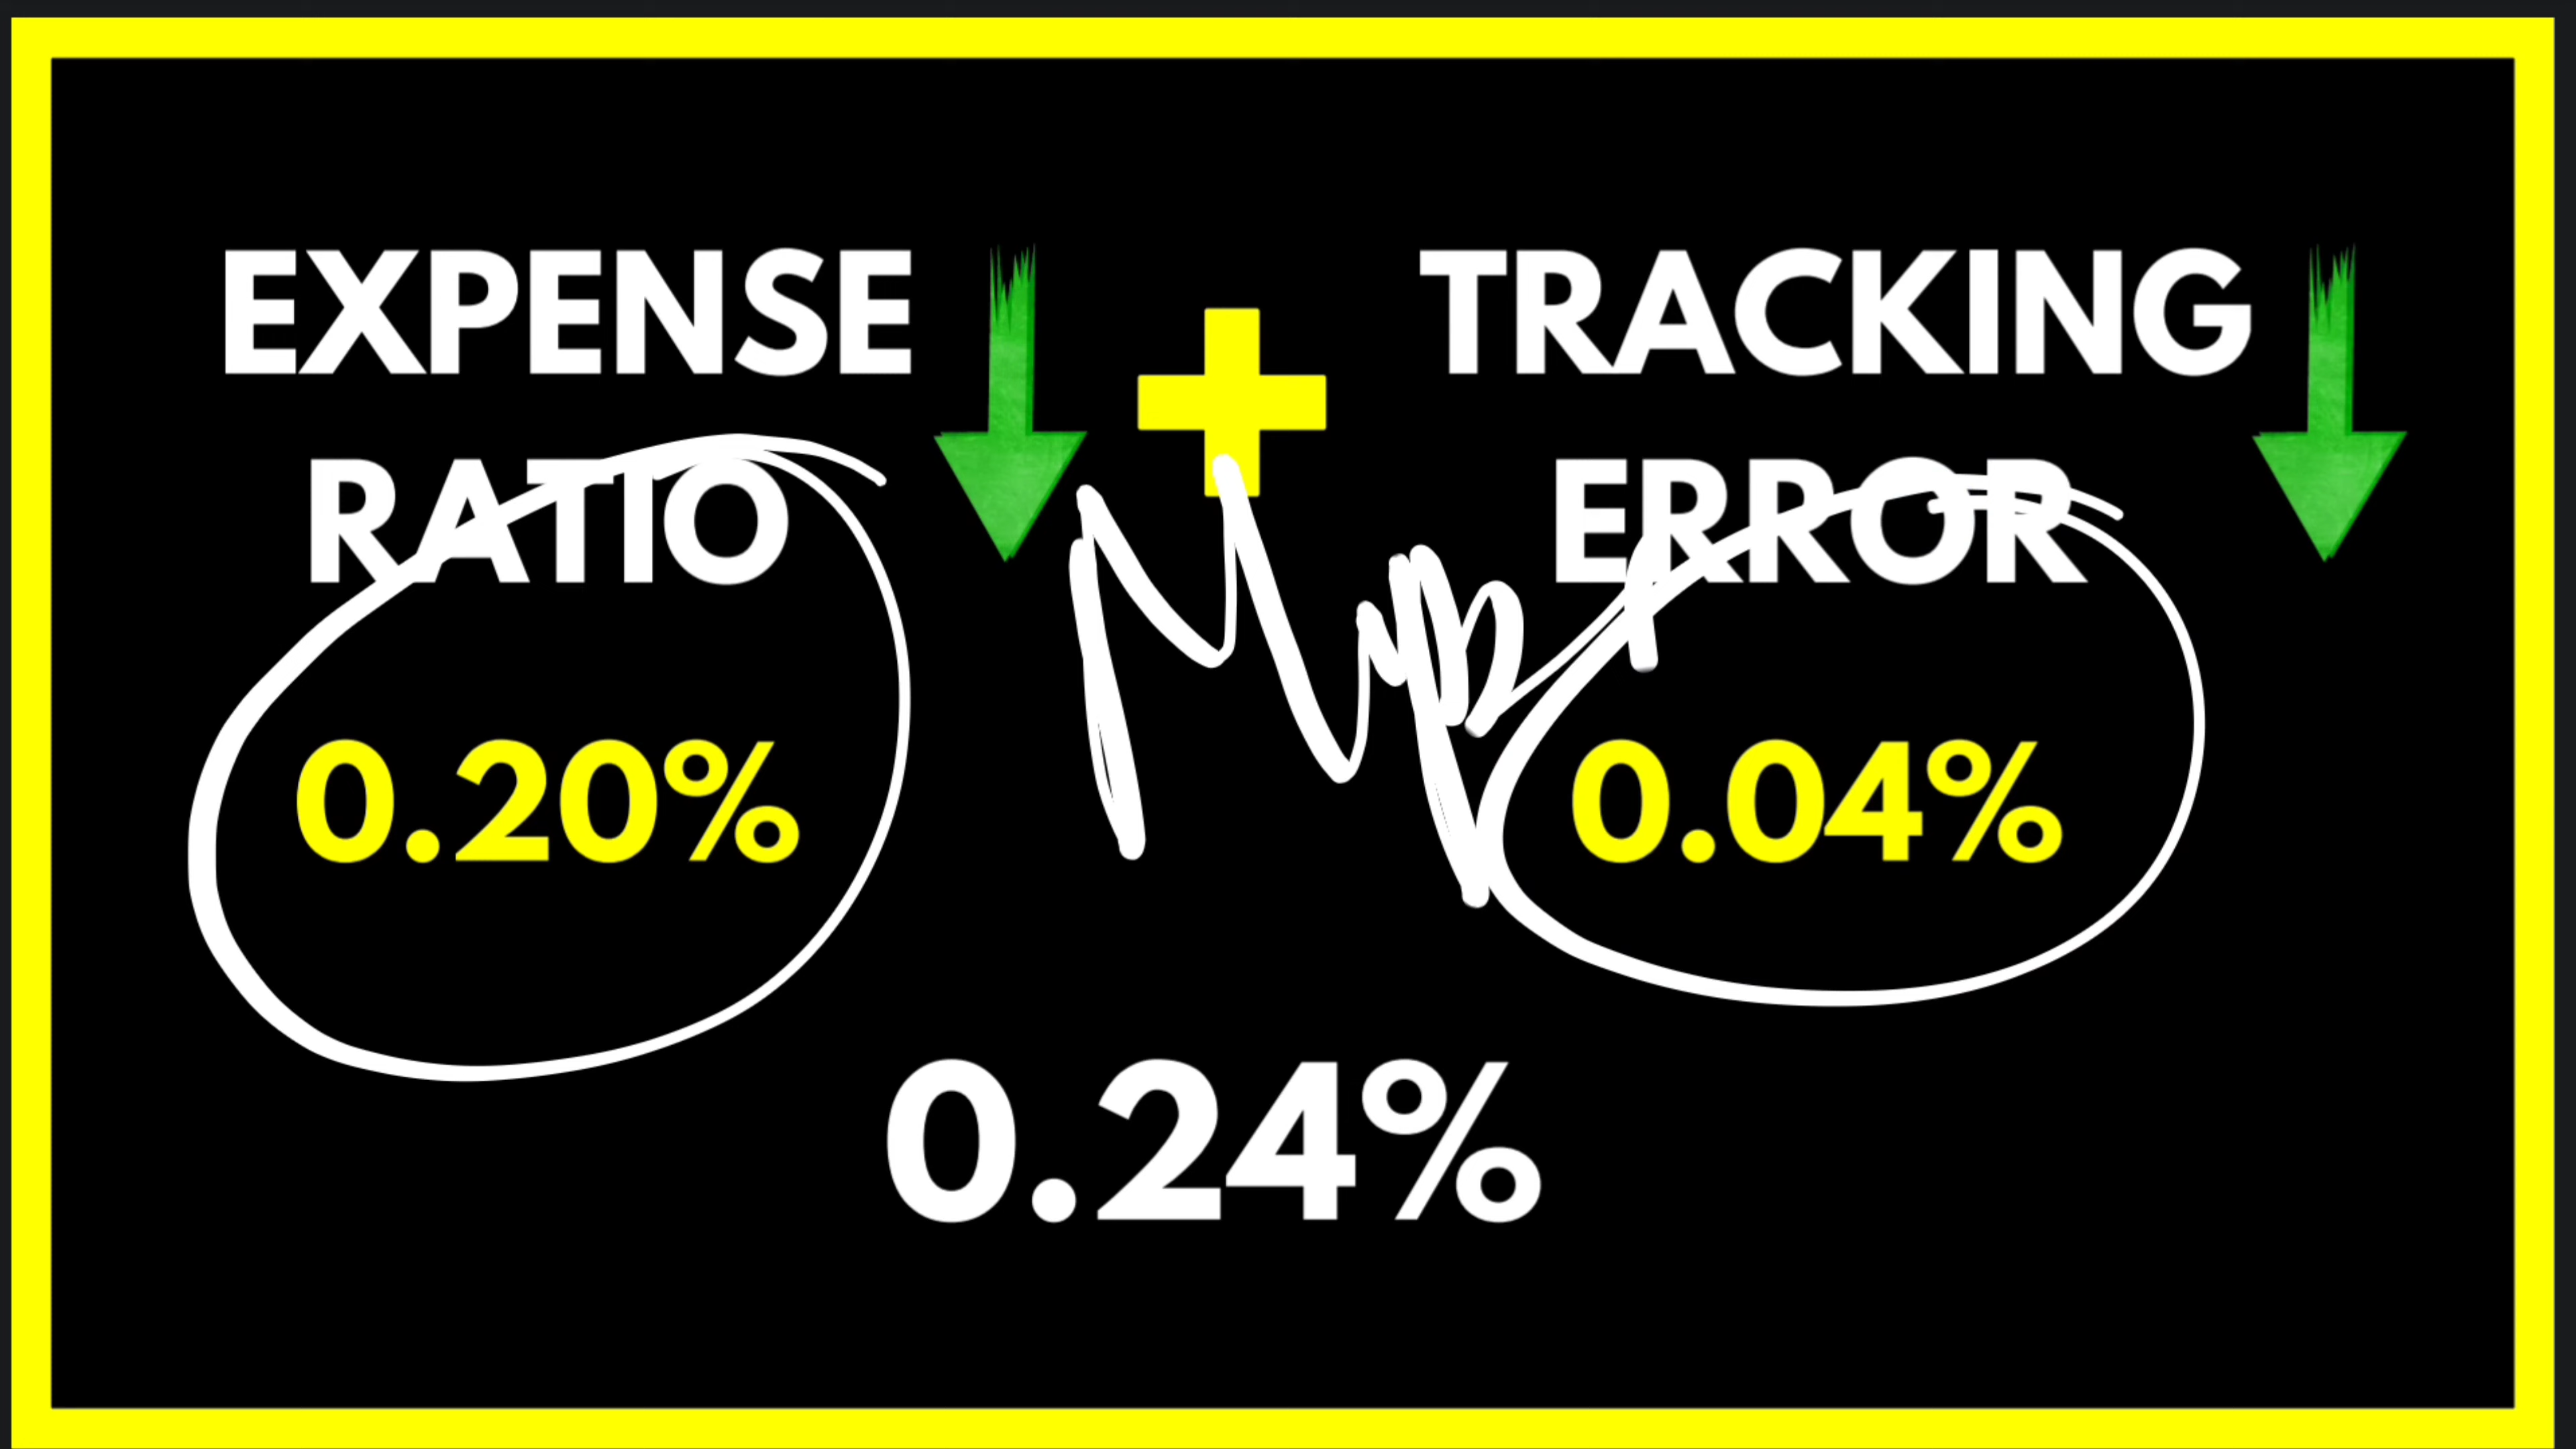 EXPENSE
RATIO
+
TRACKING
ERROR
0.20%
0.04%
0.24%